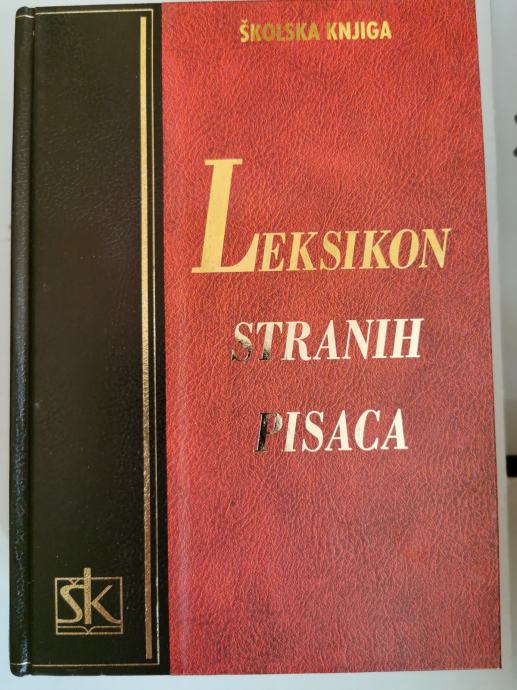 ŠKOLSKA KNJIGA
LEKSIKON
STRANIH
PISACA
ŠK